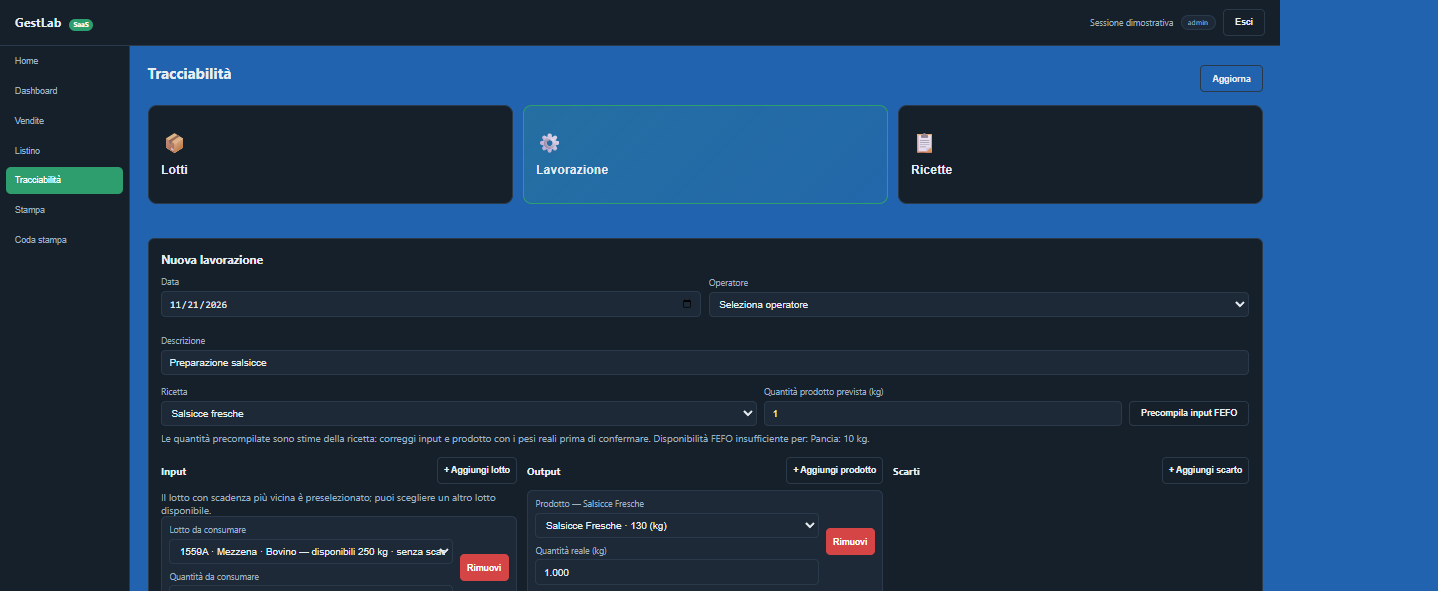 GestLab SaaS
Sessione dimostrativa admin Esci
Home
Dashboard
Vendite
Listino
Tracciabilità
Stampa
Coda stampa
Tracciabilità
Aggiorna
Lotti
Lavorazione
Ricette
Nuova lavorazione
Data
11/21/2026
Operatore
Seleziona operatore
Descrizione
Preparazione salsicce
Ricetta
Salsicce fresche
Quantità prodotto prevista (kg)
1
Precompila input FEFO
Le quantità precompilate sono stime della ricetta: correggi input e prodotto con i pesi reali prima di confermare. Disponibilità FEFO insufficiente per: Pancia: 10 kg.
Input
+ Aggiungi lotto
Il lotto con scadenza più vicina è preselezionato; puoi scegliere un altro lotto
disponibile.
Lotto da consumare
1559A · Mezzena · Bovino — disponibili 250 kg · senza scad
Rimuovi
Quantità da consumare
Output
+ Aggiungi prodotto
Prodotto — Salsicce Fresche
Salsicce Fresche · 130 (kg)
Rimuovi
Quantità reale (kg)
1.000
Scarti
+ Aggiungi scarto